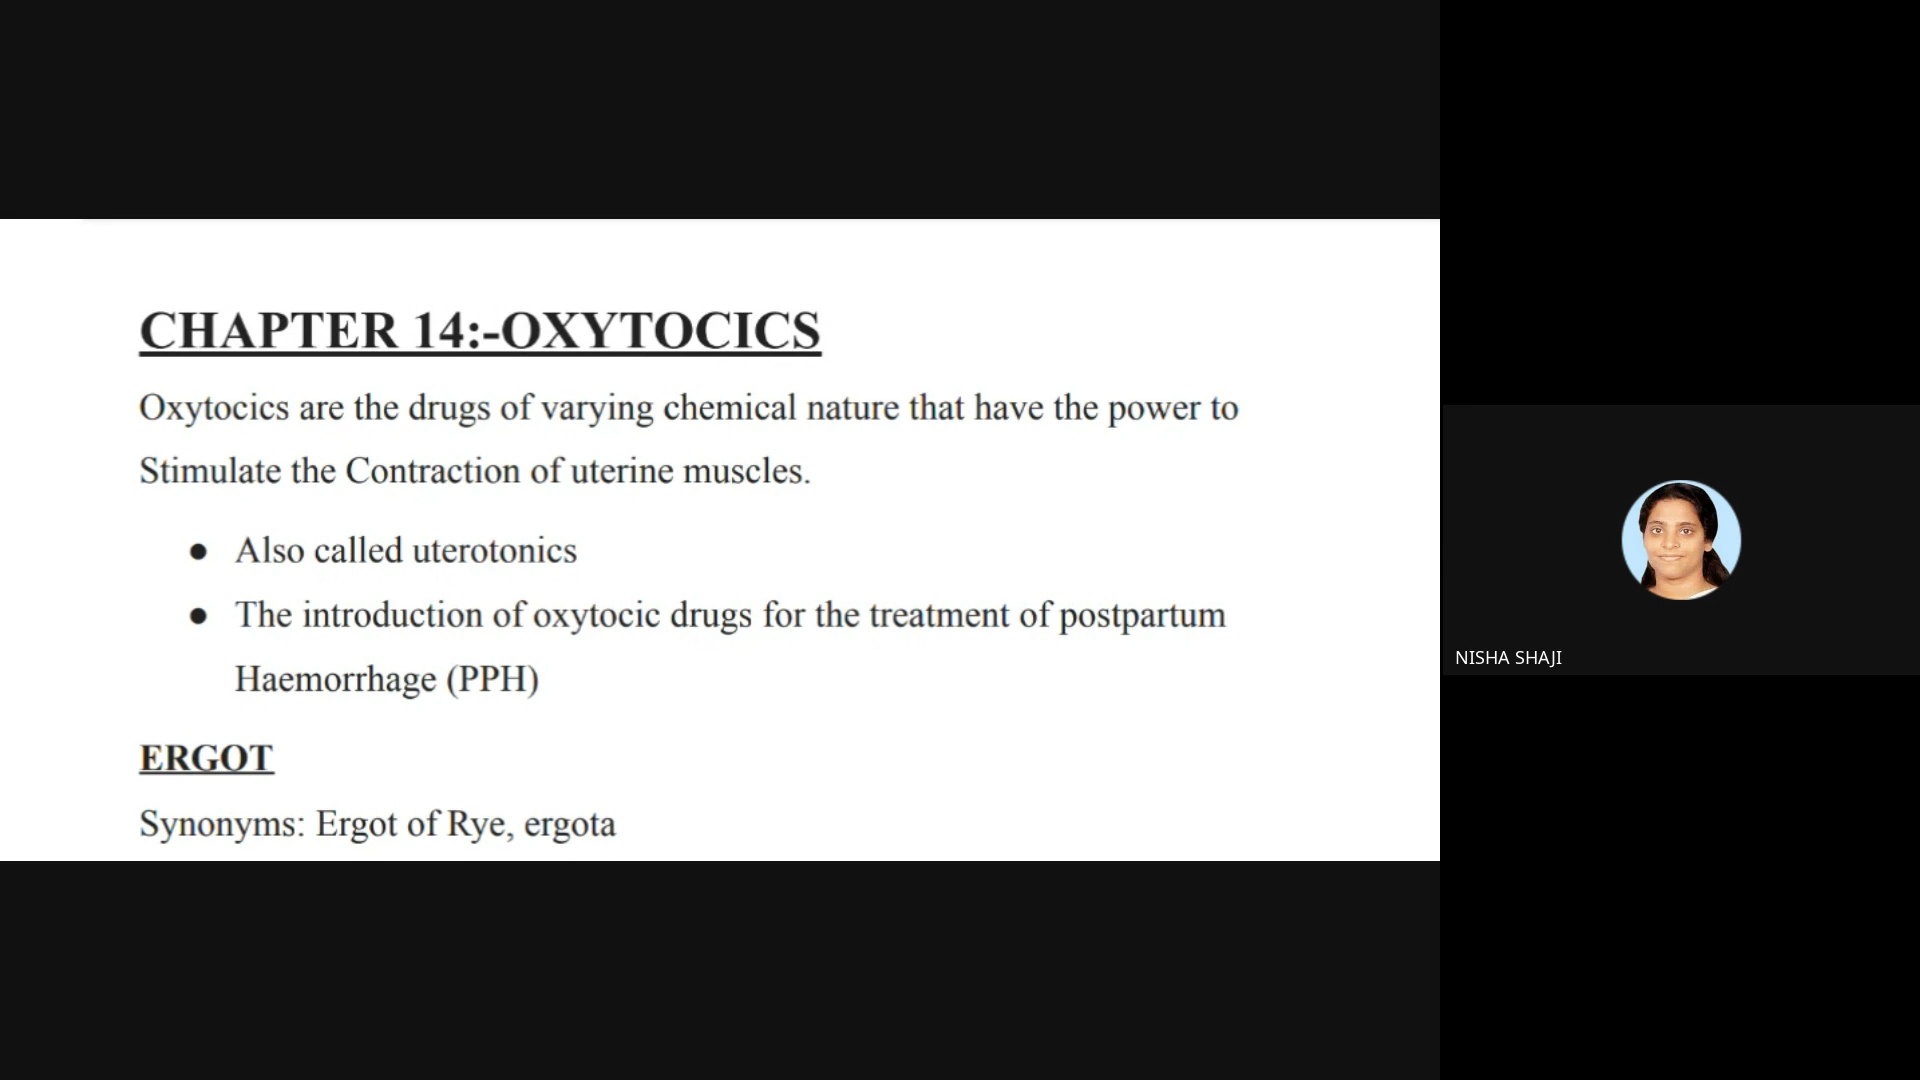 CHAPTER 14:-OXYTOCICS
Oxytocics are the drugs of varying chemical nature that have the power to
Stimulate the Contraction of uterine muscles.
● Also called uterotonics
● The introduction of oxytocic drugs for the treatment of postpartum
Haemorrhage (PPH)
ERGOT
Synonyms: Ergot of Rye, ergota
NISHA SHAJI